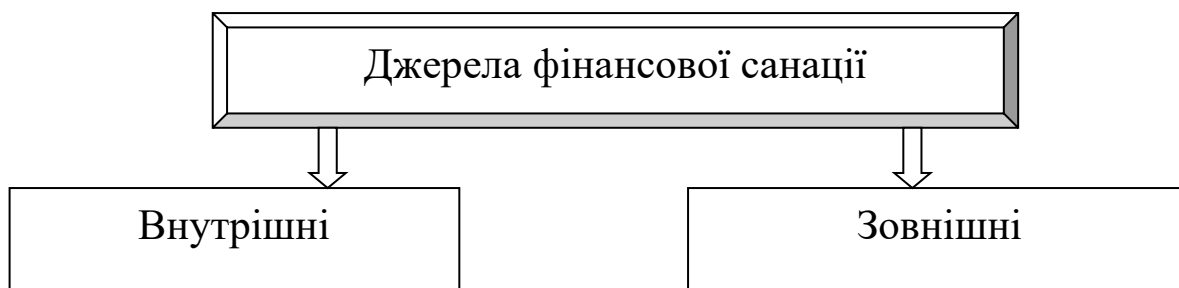 Джерела фінансової санації
Внутрішні
Зовнішні